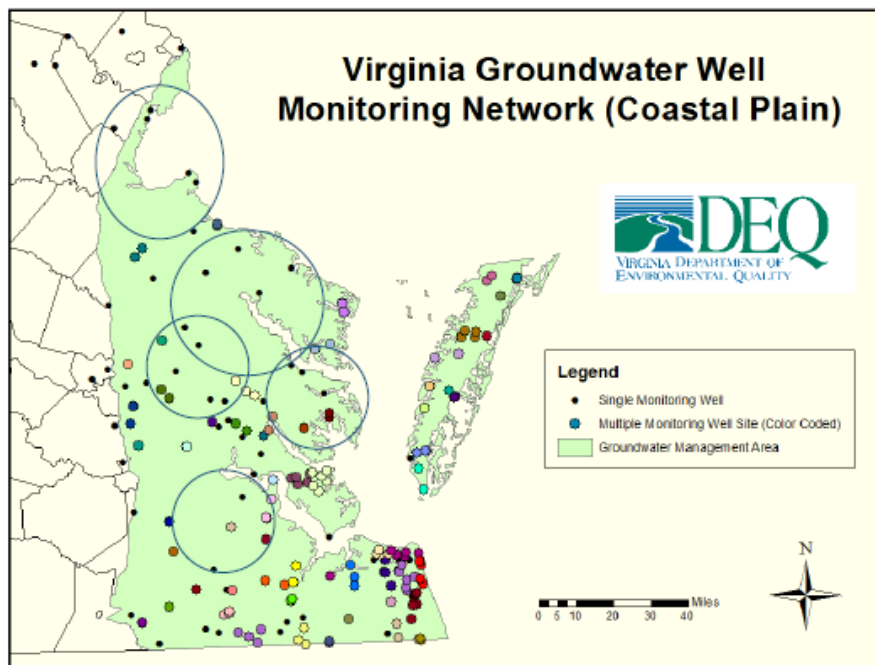 Virginia Groundwater Well
Monitoring Network (Coastal Plain)
DEQ
VIRGINIA DEPARTMENT OF
ENVIRONMENTAL QUALITY
Legend
Single Monitoring Well
Multiple Monitoring Well Site (Color Coded)
Groundwater Management Area
N
Miles
0 5 10 20 30 40